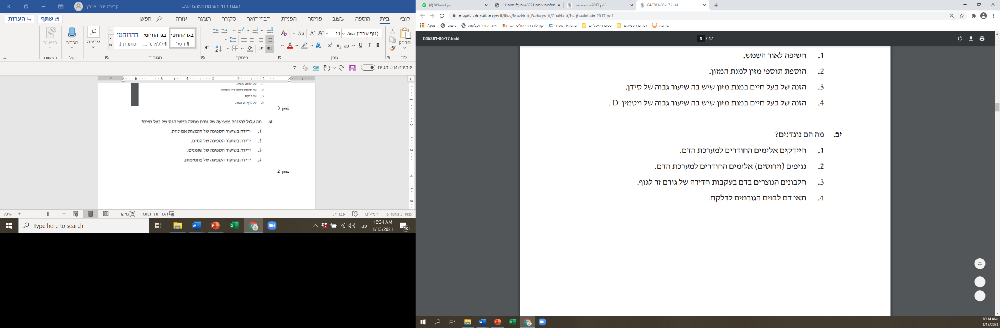 קריסטינה שורץ
הגנת החי והצומח תשעז לניב
קובץ בית הוספה עיצוב פריסה הפניות דברי דואר סקירה תצוגה עזרה חפש
שתף הערות
הדבק
Arial (גוף עברי) 11
בגדהוזחטי בגדהוזחטי
¶ רגיל ¶ ללא מר... כותרת 1
עריכה הכתב רגישות
לוח גופן פיסקה סגנונות קול רגישות
שמירה אוטומטית
2. על מחסור בתאי דם אדומים.
3. על דלקת.
4. על לחץ דם גבוה.
מחוון: 3
ט. מה עלול להיגרם מפגיעה של גורם מחלה במעי הגס של בעל חיים?
1. ירידה בשיעור הספיגה של חומצות אמיניות.
2. ירידה בשיעור הספיגה של המים.
3. ירידה בשיעור הספיגה של שומנים.
4. ירידה בשיעור הספיגה של פחמימות.
מחוון: 2
עמוד 1 מתוך 6 4 מילים עברית הגדרות תצוגה מיקוד 70%
Type here to search
עבר 10:34 AM
1/13/2021
13
(8) WhatsApp
סילבוס צומח 46371 ובעלי חיים 81
mehvanba2017.pdf
046381-06-17.indd
meyda.education.gov.il/files/Mazkirut_Pedagogit/Chaklaut/bagbaalehaim2017.pdf
Apps משוב אתר מורי חקלאות קהילות מורי מו"ט ח... ביולוגיה מטח כלים דיגיטליים דברים מעניינים טריביו
046381-06-17.indd
5 / 17
1. חשיפה לאור השמש.
2. הוספת תוספי מזון למנת המזון.
3. הזנה של בעל חיים במנת מזון שיש בה שיעור גבוה של סידן.
4. הזנה של בעל חיים במנת מזון שיש בה שיעור גבוה של ויטמין D .
יב. מה הם נוגדנים?
1. חיידקים אלימים החודרים למערכת הדם.
2. נגיפים (וירוסים) אלימים החודרים למערכת הדם.
3. חלבונים הנוצרים בדם בעקבות חדירה של גורם זר לגוף.
4. תאי דם לבנים הגורמים לדלקת.
10:34 AM
1/13/2021